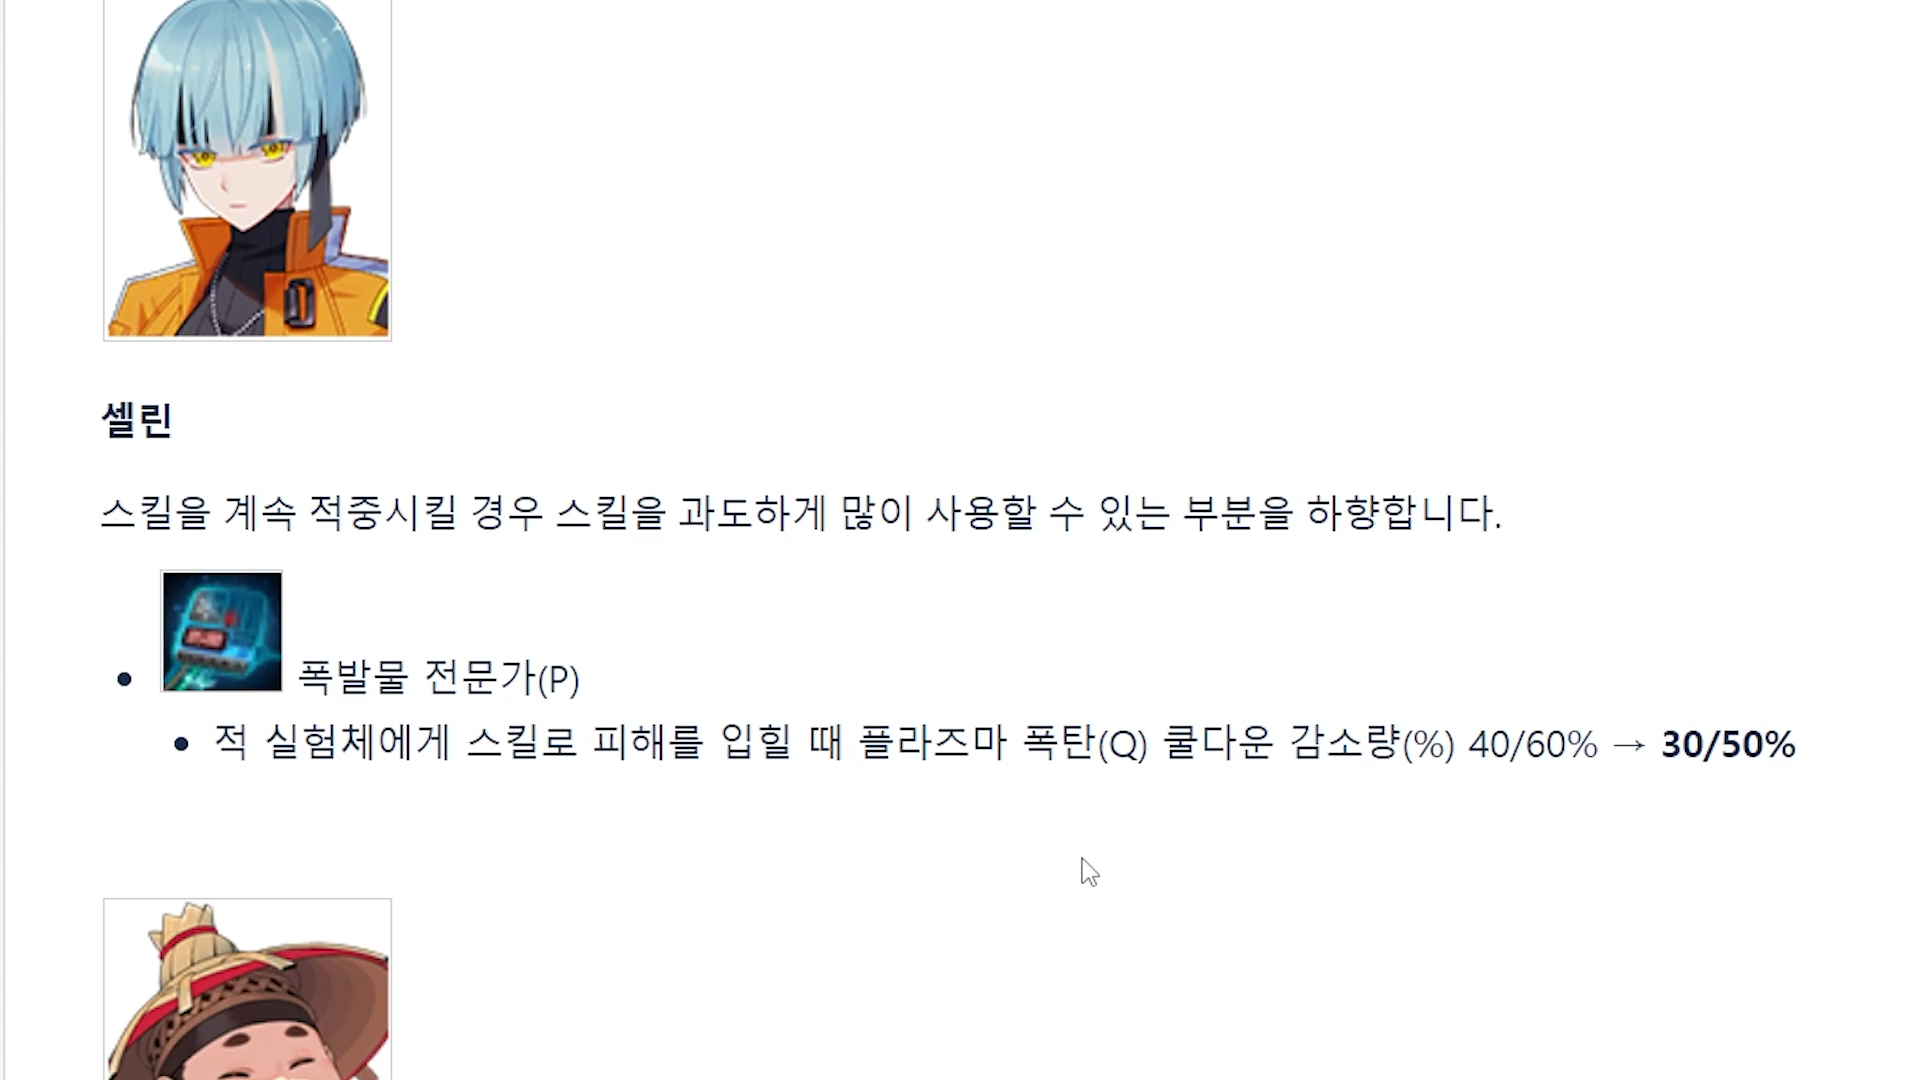 셀린
스킬을 계속 적중시킬 경우 스킬을 과도하게 많이 사용할 수 있는 부분을 하향합니다.
폭발물 전문가(P)
적 실험체에게 스킬로 피해를 입힐 때 플라즈마 폭탄(Q) 쿨다운 감소량(%) 40/60% → 30/50%